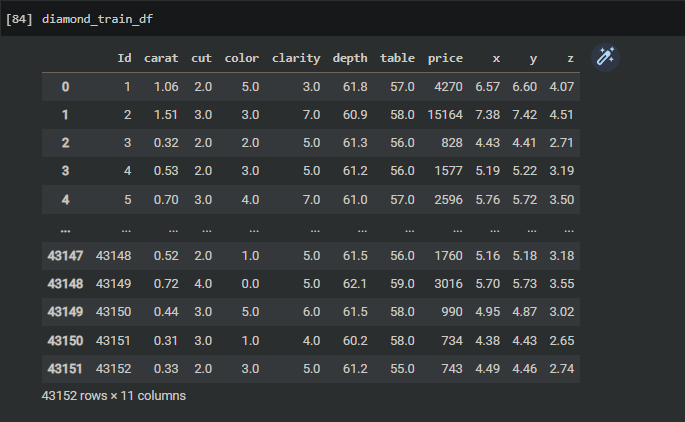 [84] diamond_train_df
Id carat cut color clarity depth table price x y z
0 1 1.06 2.0 5.0 3.0 61.8 57.0 4270 6.57 6.60 4.07
1 2 1.51 3.0 3.0 7.0 60.9 58.0 15164 7.38 7.42 4.51
2 3 0.32 2.0 2.0 5.0 61.3 56.0 828 4.43 4.41 2.71
3 4 0.53 2.0 3.0 5.0 61.2 56.0 1577 5.19 5.22 3.19
4 5 0.70 3.0 4.0 7.0 61.0 57.0 2596 5.76 5.72 3.50
... ... ... ... ... ... ... ... ... ... ... ...
43147 43148 0.52 2.0 1.0 5.0 61.5 56.0 1760 5.16 5.18 3.18
43148 43149 0.72 4.0 0.0 5.0 62.1 59.0 3016 5.70 5.73 3.55
43149 43150 0.44 3.0 5.0 6.0 61.5 58.0 990 4.95 4.87 3.02
43150 43151 0.31 3.0 1.0 4.0 60.2 58.0 734 4.38 4.43 2.65
43151 43152 0.33 2.0 3.0 5.0 61.2 55.0 743 4.49 4.46 2.74
43152 rows × 11 columns